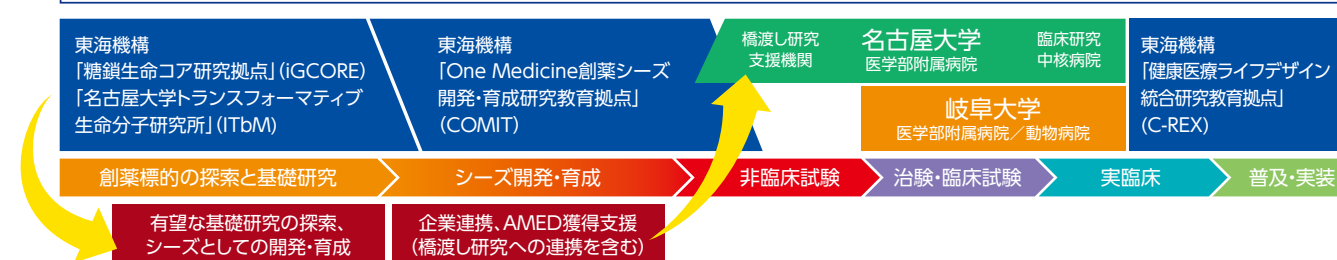 東海機構
「糖鎖生命コア研究拠点」(iGCORE)
「名古屋大学トランスフォーマティブ
生命分子研究所」(ITbM)
東海機構
「One Medicine創薬シーズ
開発・育成研究教育拠点」
(COMIT)
橋渡し研究
支援機関
名古屋大学
医学部附属病院
臨床研究
中核病院
岐阜大学
医学部附属病院／動物病院
東海機構
「健康医療ライフデザイン
統合研究教育拠点」
(C-REX)
創薬標的の探索と基礎研究
シーズ開発・育成
非臨床試験
治験・臨床試験
実臨床
普及・実装
有望な基礎研究の探索、
シーズとしての開発・育成
企業連携、AMED獲得支援
(橋渡し研究への連携を含む)